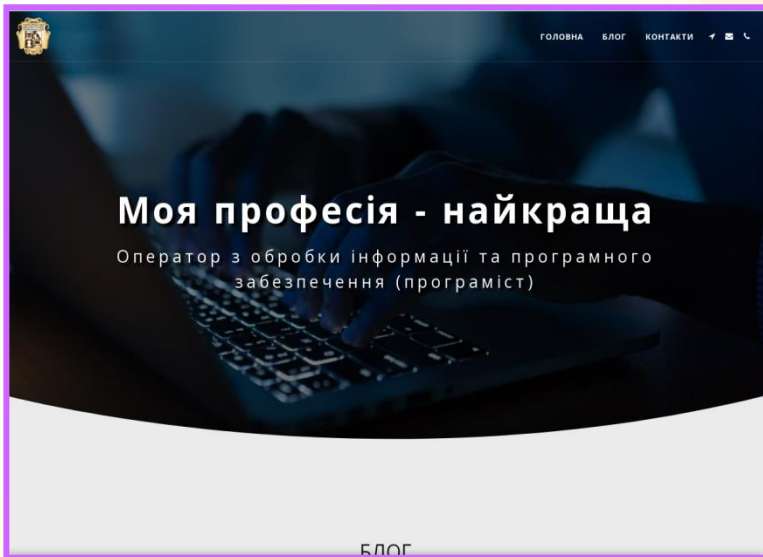 ГОЛОВНА БЛОГ КОНТАКТИ
Моя професія - найкраща
Оператор з обробки інформації та програмного
забезпечення (програміст)
БЛОГ